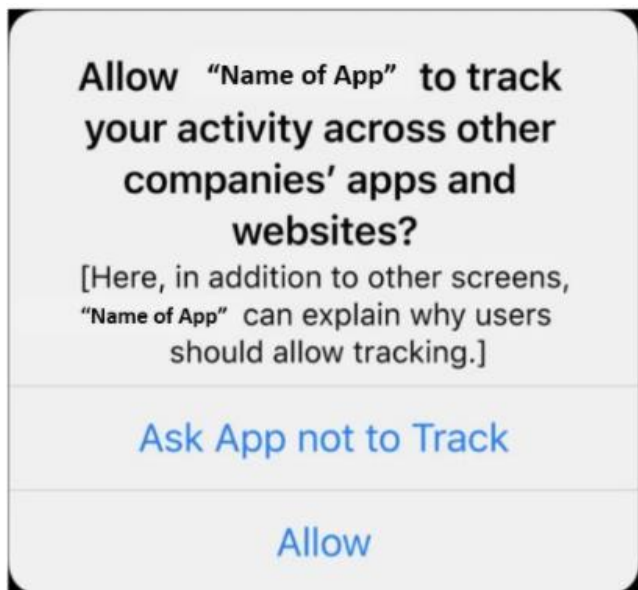 Allow “Name of App” to track
your activity across other
companies’ apps and
websites?
[Here, in addition to other screens,
“Name of App” can explain why users
should allow tracking.]
Ask App not to Track
Allow